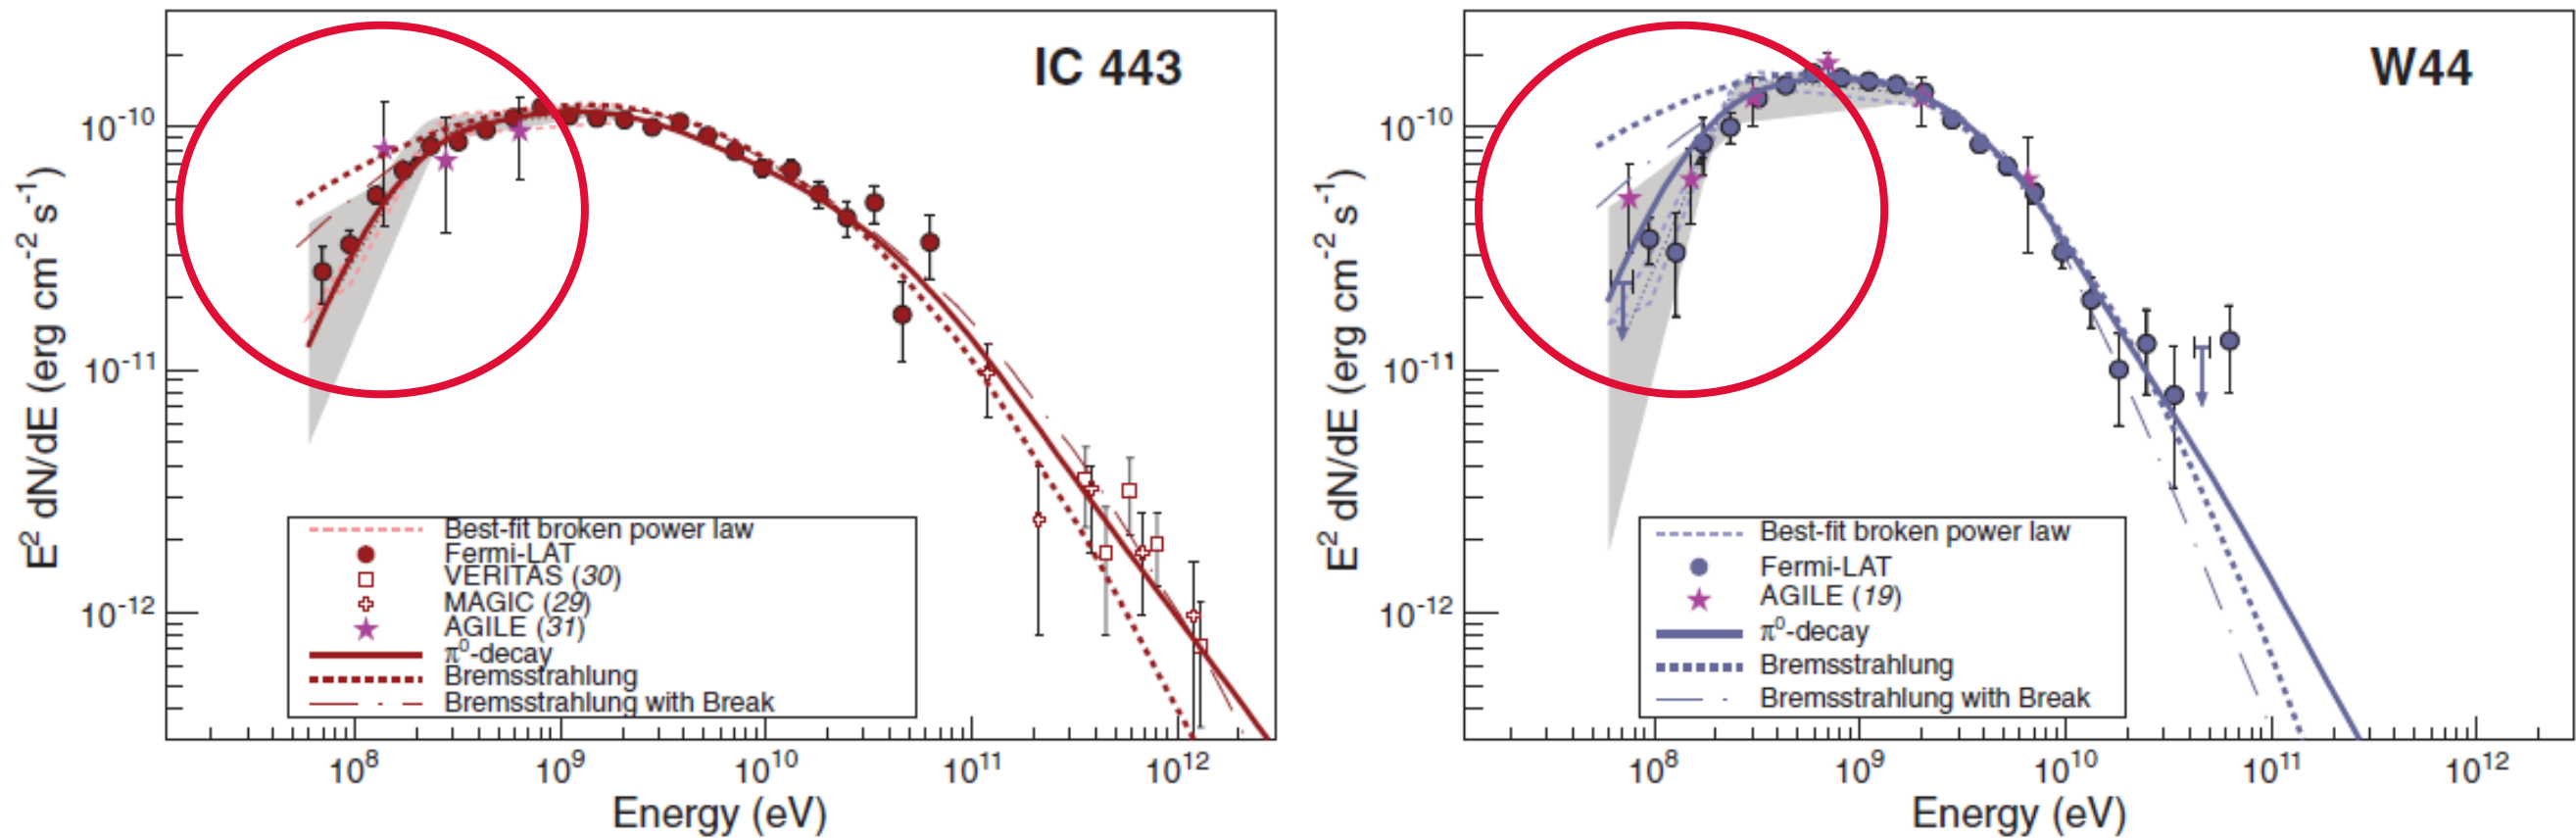 IC 443
E² dN/dE (erg cm⁻² s⁻¹)
10⁻¹⁰
10⁻¹¹
10⁻¹²
Best-fit broken power law
Fermi-LAT
VERITAS (30)
MAGIC (29)
AGILE (31)
π⁰-decay
Bremsstrahlung
Bremsstrahlung with Break
10⁸ 10⁹ 10¹⁰ 10¹¹ 10¹²
Energy (eV)
W44
E² dN/dE (erg cm⁻² s⁻¹)
10⁻¹⁰
10⁻¹¹
10⁻¹²
Best-fit broken power law
Fermi-LAT
AGILE (19)
π⁰-decay
Bremsstrahlung
Bremsstrahlung with Break
10⁸ 10⁹ 10¹⁰ 10¹¹ 10¹²
Energy (eV)